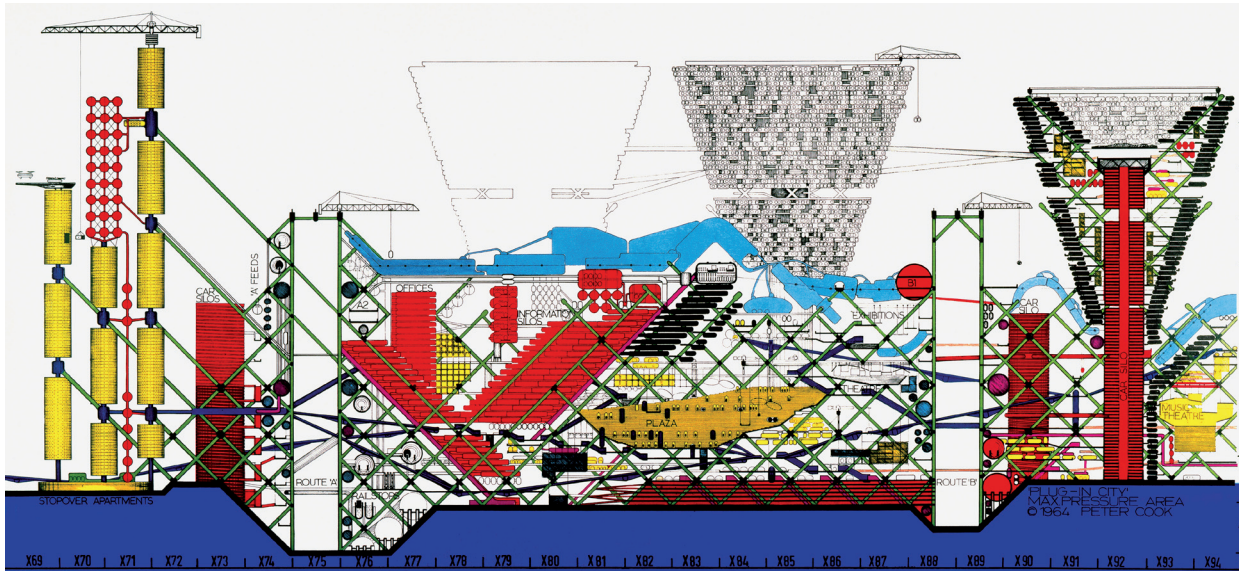 'A' FEEDS
CAR
SILOS
A2
OFFICES
INFORMATION
SILOS
B1
EXHIBITIONS
CAR
SILO
THEATRE
CAR SILO
PLAZA
MUSIC
THEATRE
ROUTE 'A'
RAILSTOPS
ROUTE 'B'
STOPOVER APARTMENTS
'PLUG-IN CITY'
MAX PRESSURE AREA
© 1964 PETER COOK
X69 X70 X71 X72 X73 X74 X75 X76 X77 X78 X79 X80 X81 X82 X83 X84 X85 X86 X87 X88 X89 X90 X91 X92 X93 X94